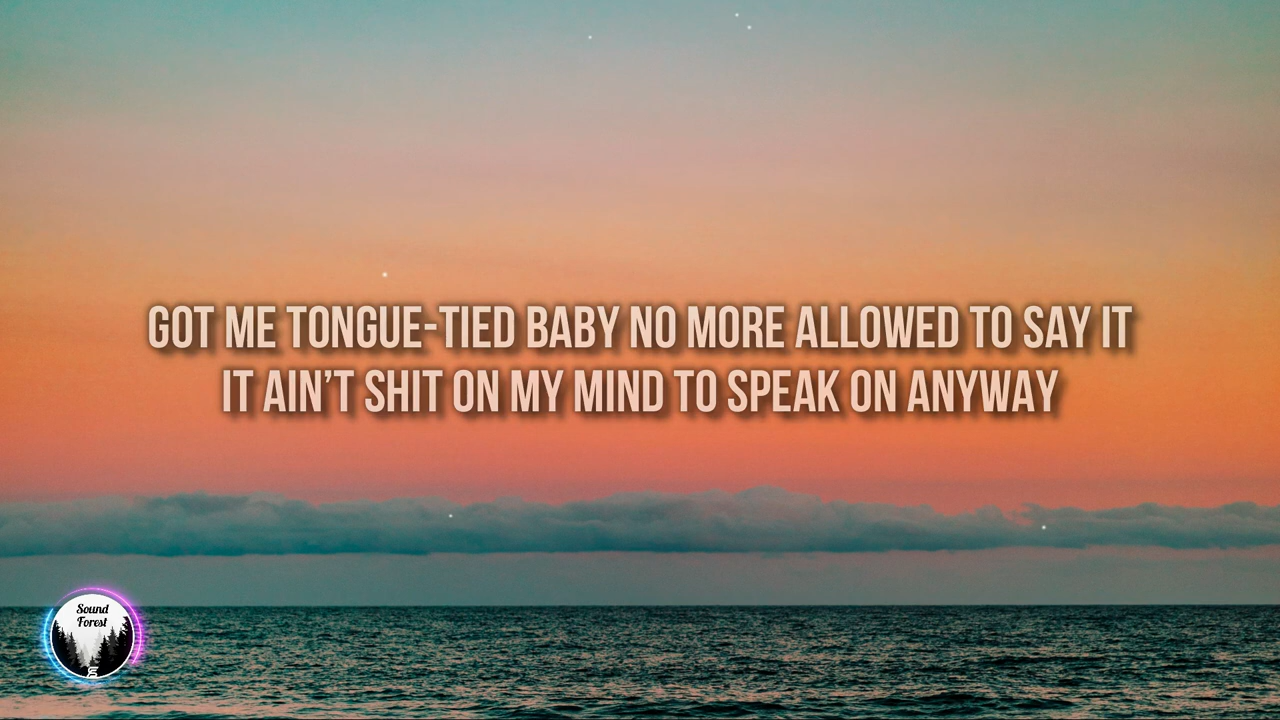 GOT ME TONGUE-TIED BABY NO MORE ALLOWED TO SAY IT
IT AIN’T SHIT ON MY MIND TO SPEAK ON ANYWAY
Sound
Forest